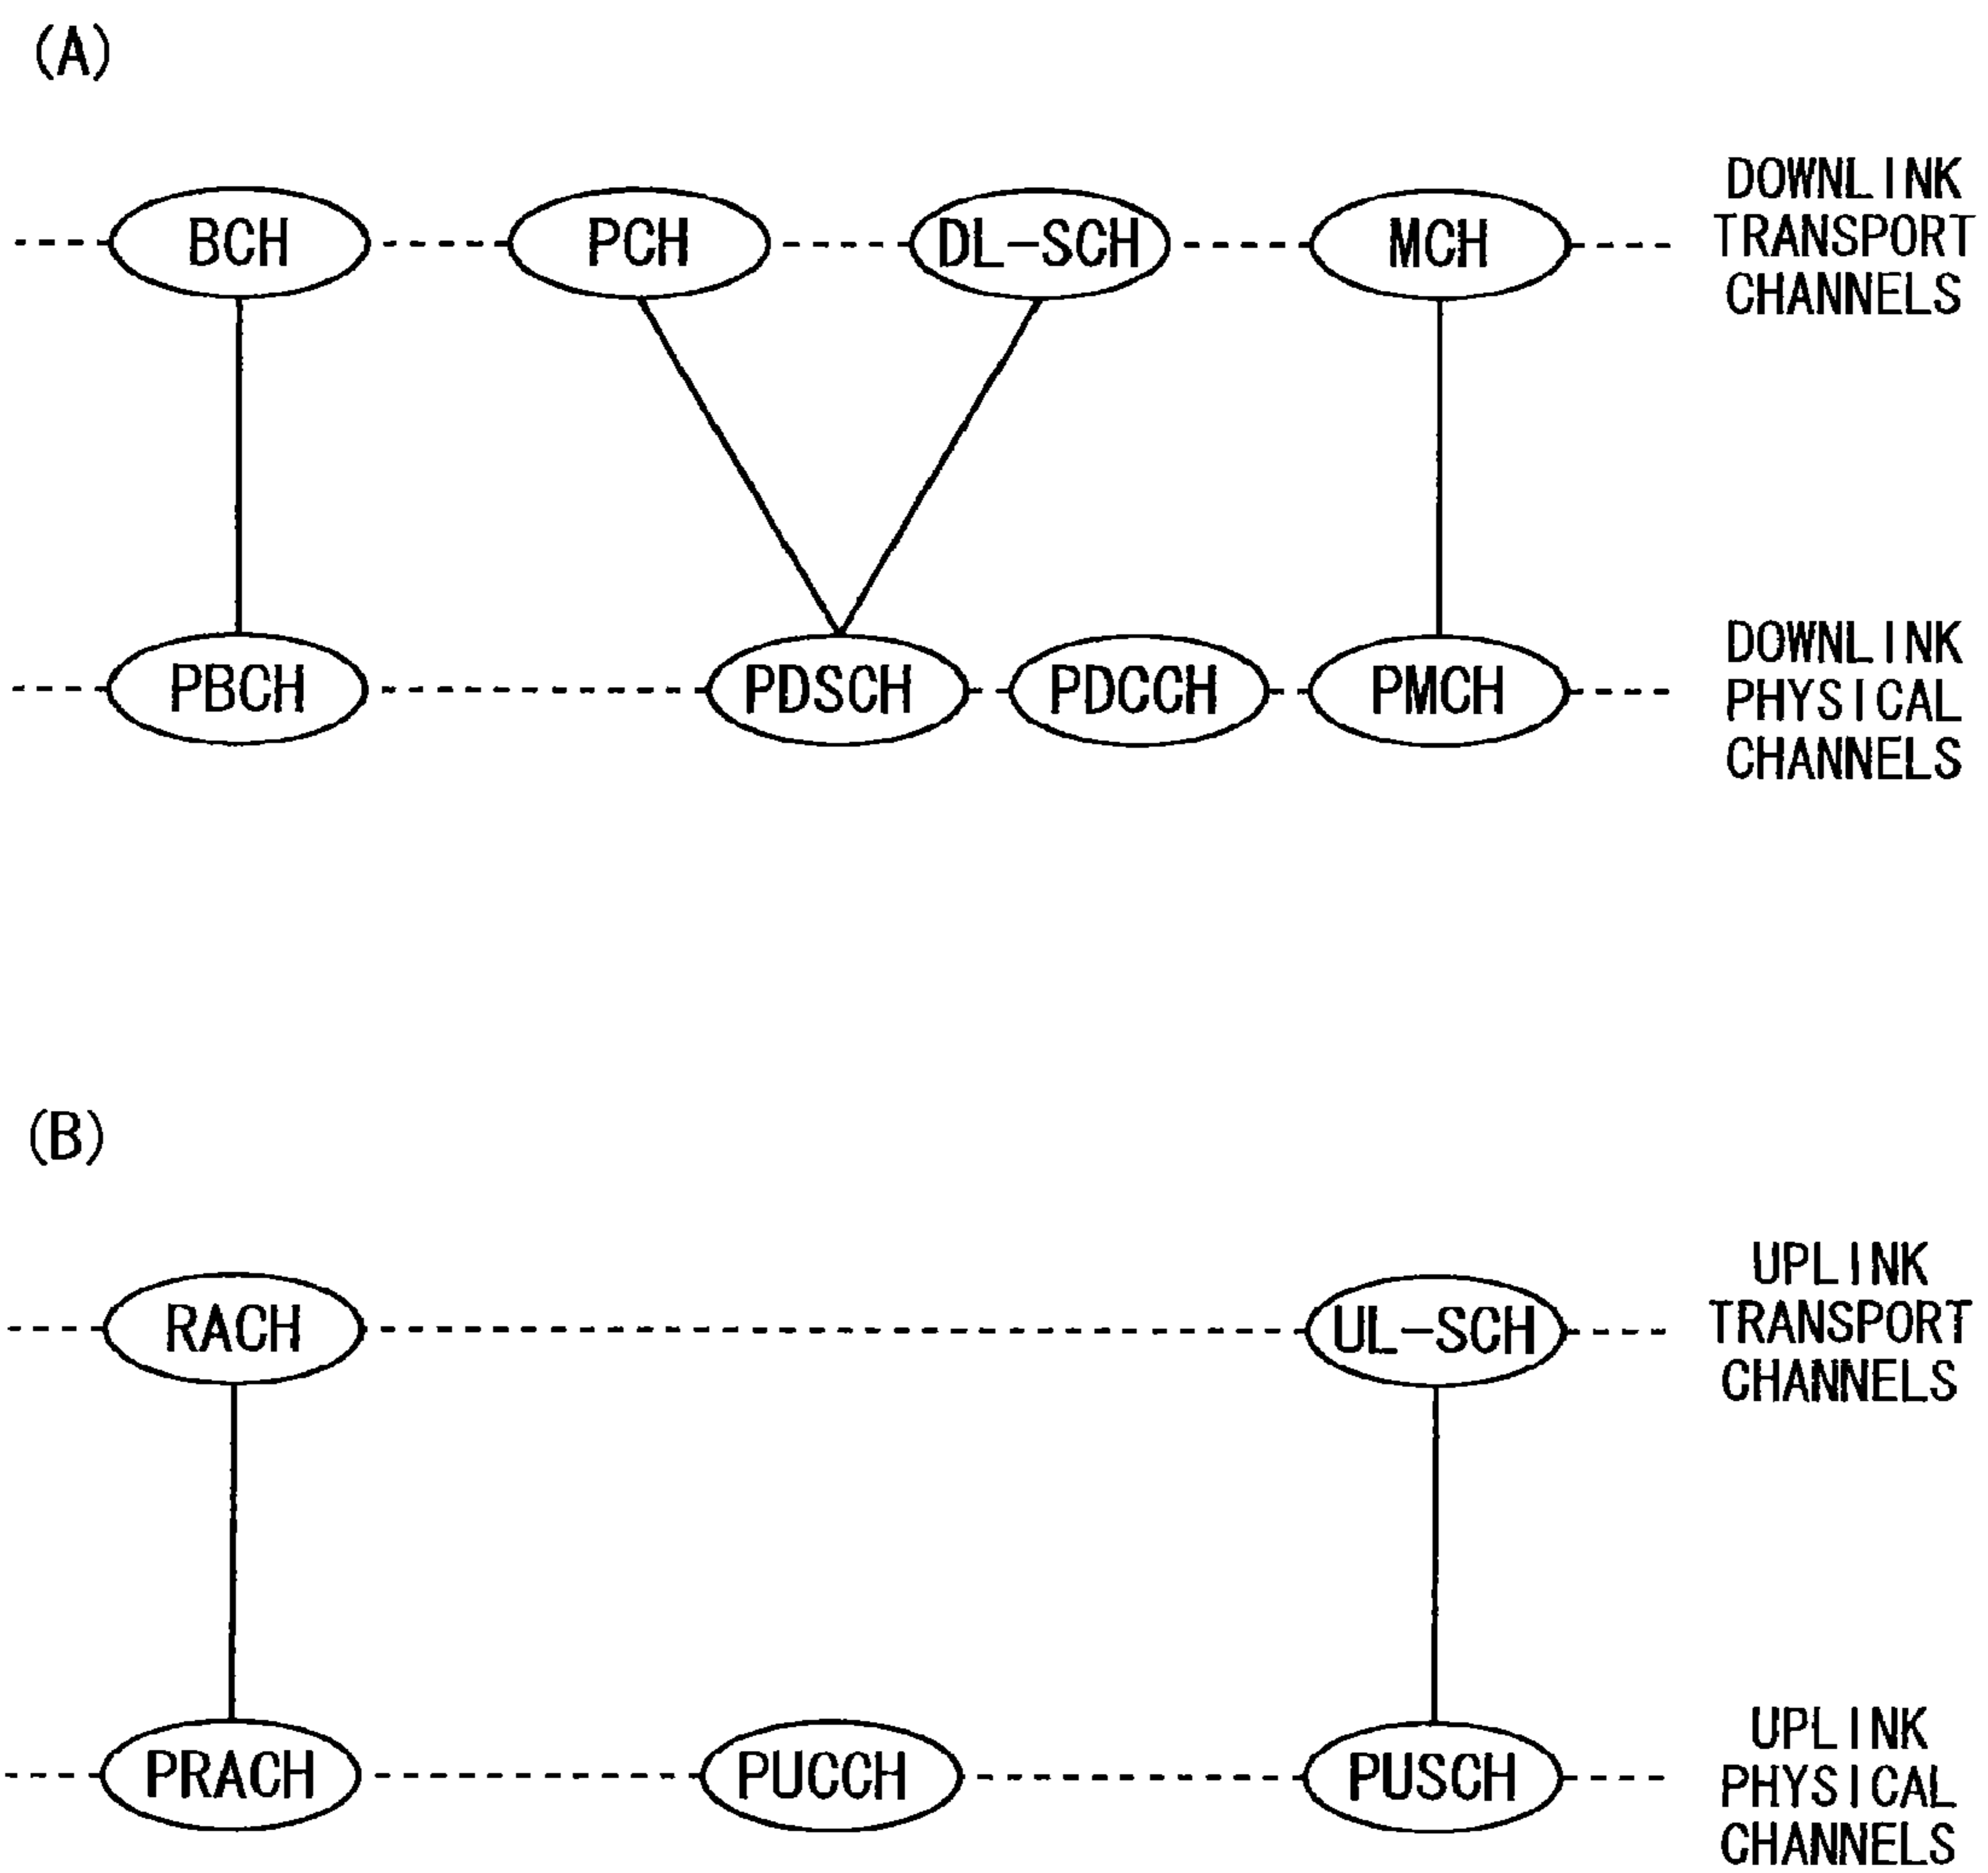 (A)
BCH
PCH
DL-SCH
MCH
DOWNLINK
TRANSPORT
CHANNELS
PBCH
PDSCH
PDCCH
PMCH
DOWNLINK
PHYSICAL
CHANNELS
(B)
RACH
UL-SCH
UPLINK
TRANSPORT
CHANNELS
PRACH
PUCCH
PUSCH
UPLINK
PHYSICAL
CHANNELS